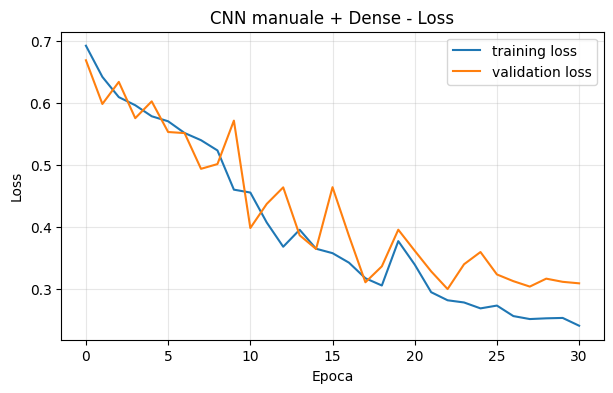 CNN manuale + Dense - Loss
training loss
validation loss
0.7
0.6
0.5
0.4
0.3
Loss
0 5 10 15 20 25 30
Epoca